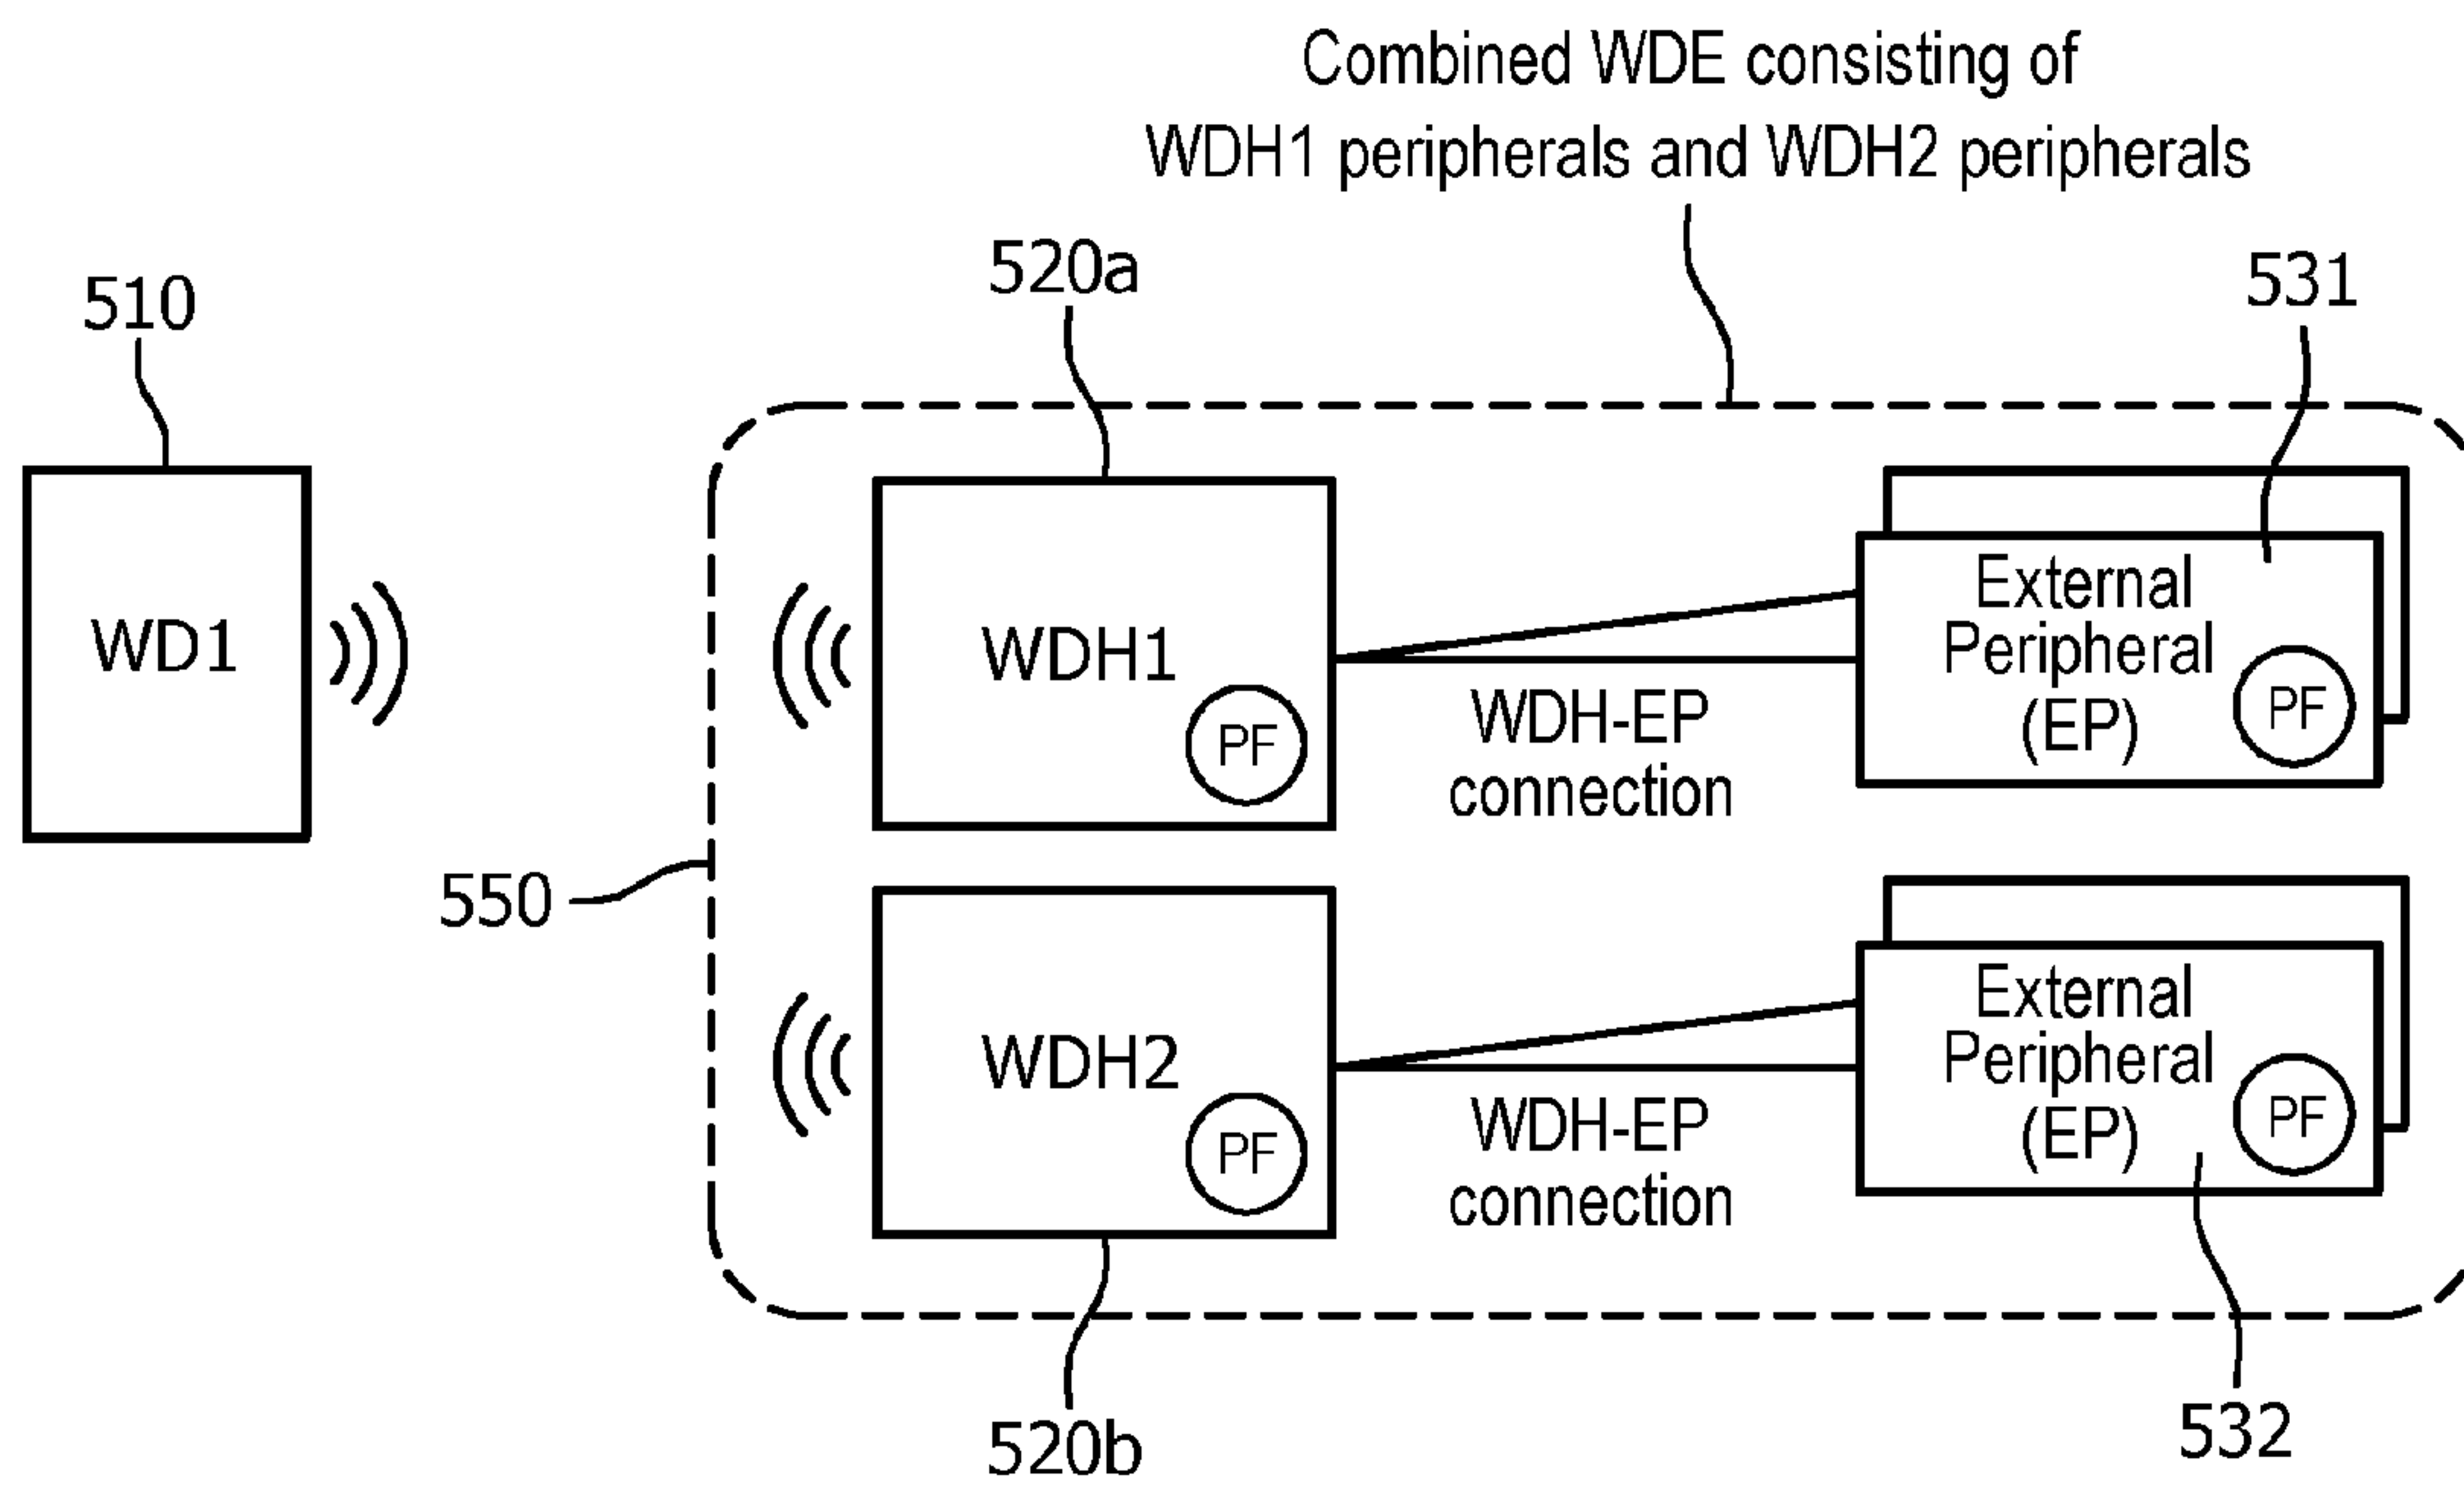 Combined WDE consisting of
WDH1 peripherals and WDH2 peripherals
510
520a
531
WD1
WDH1
PF
WDH-EP
connection
External
Peripheral
(EP)
PF
550
WDH2
PF
WDH-EP
connection
External
Peripheral
(EP)
PF
520b
532